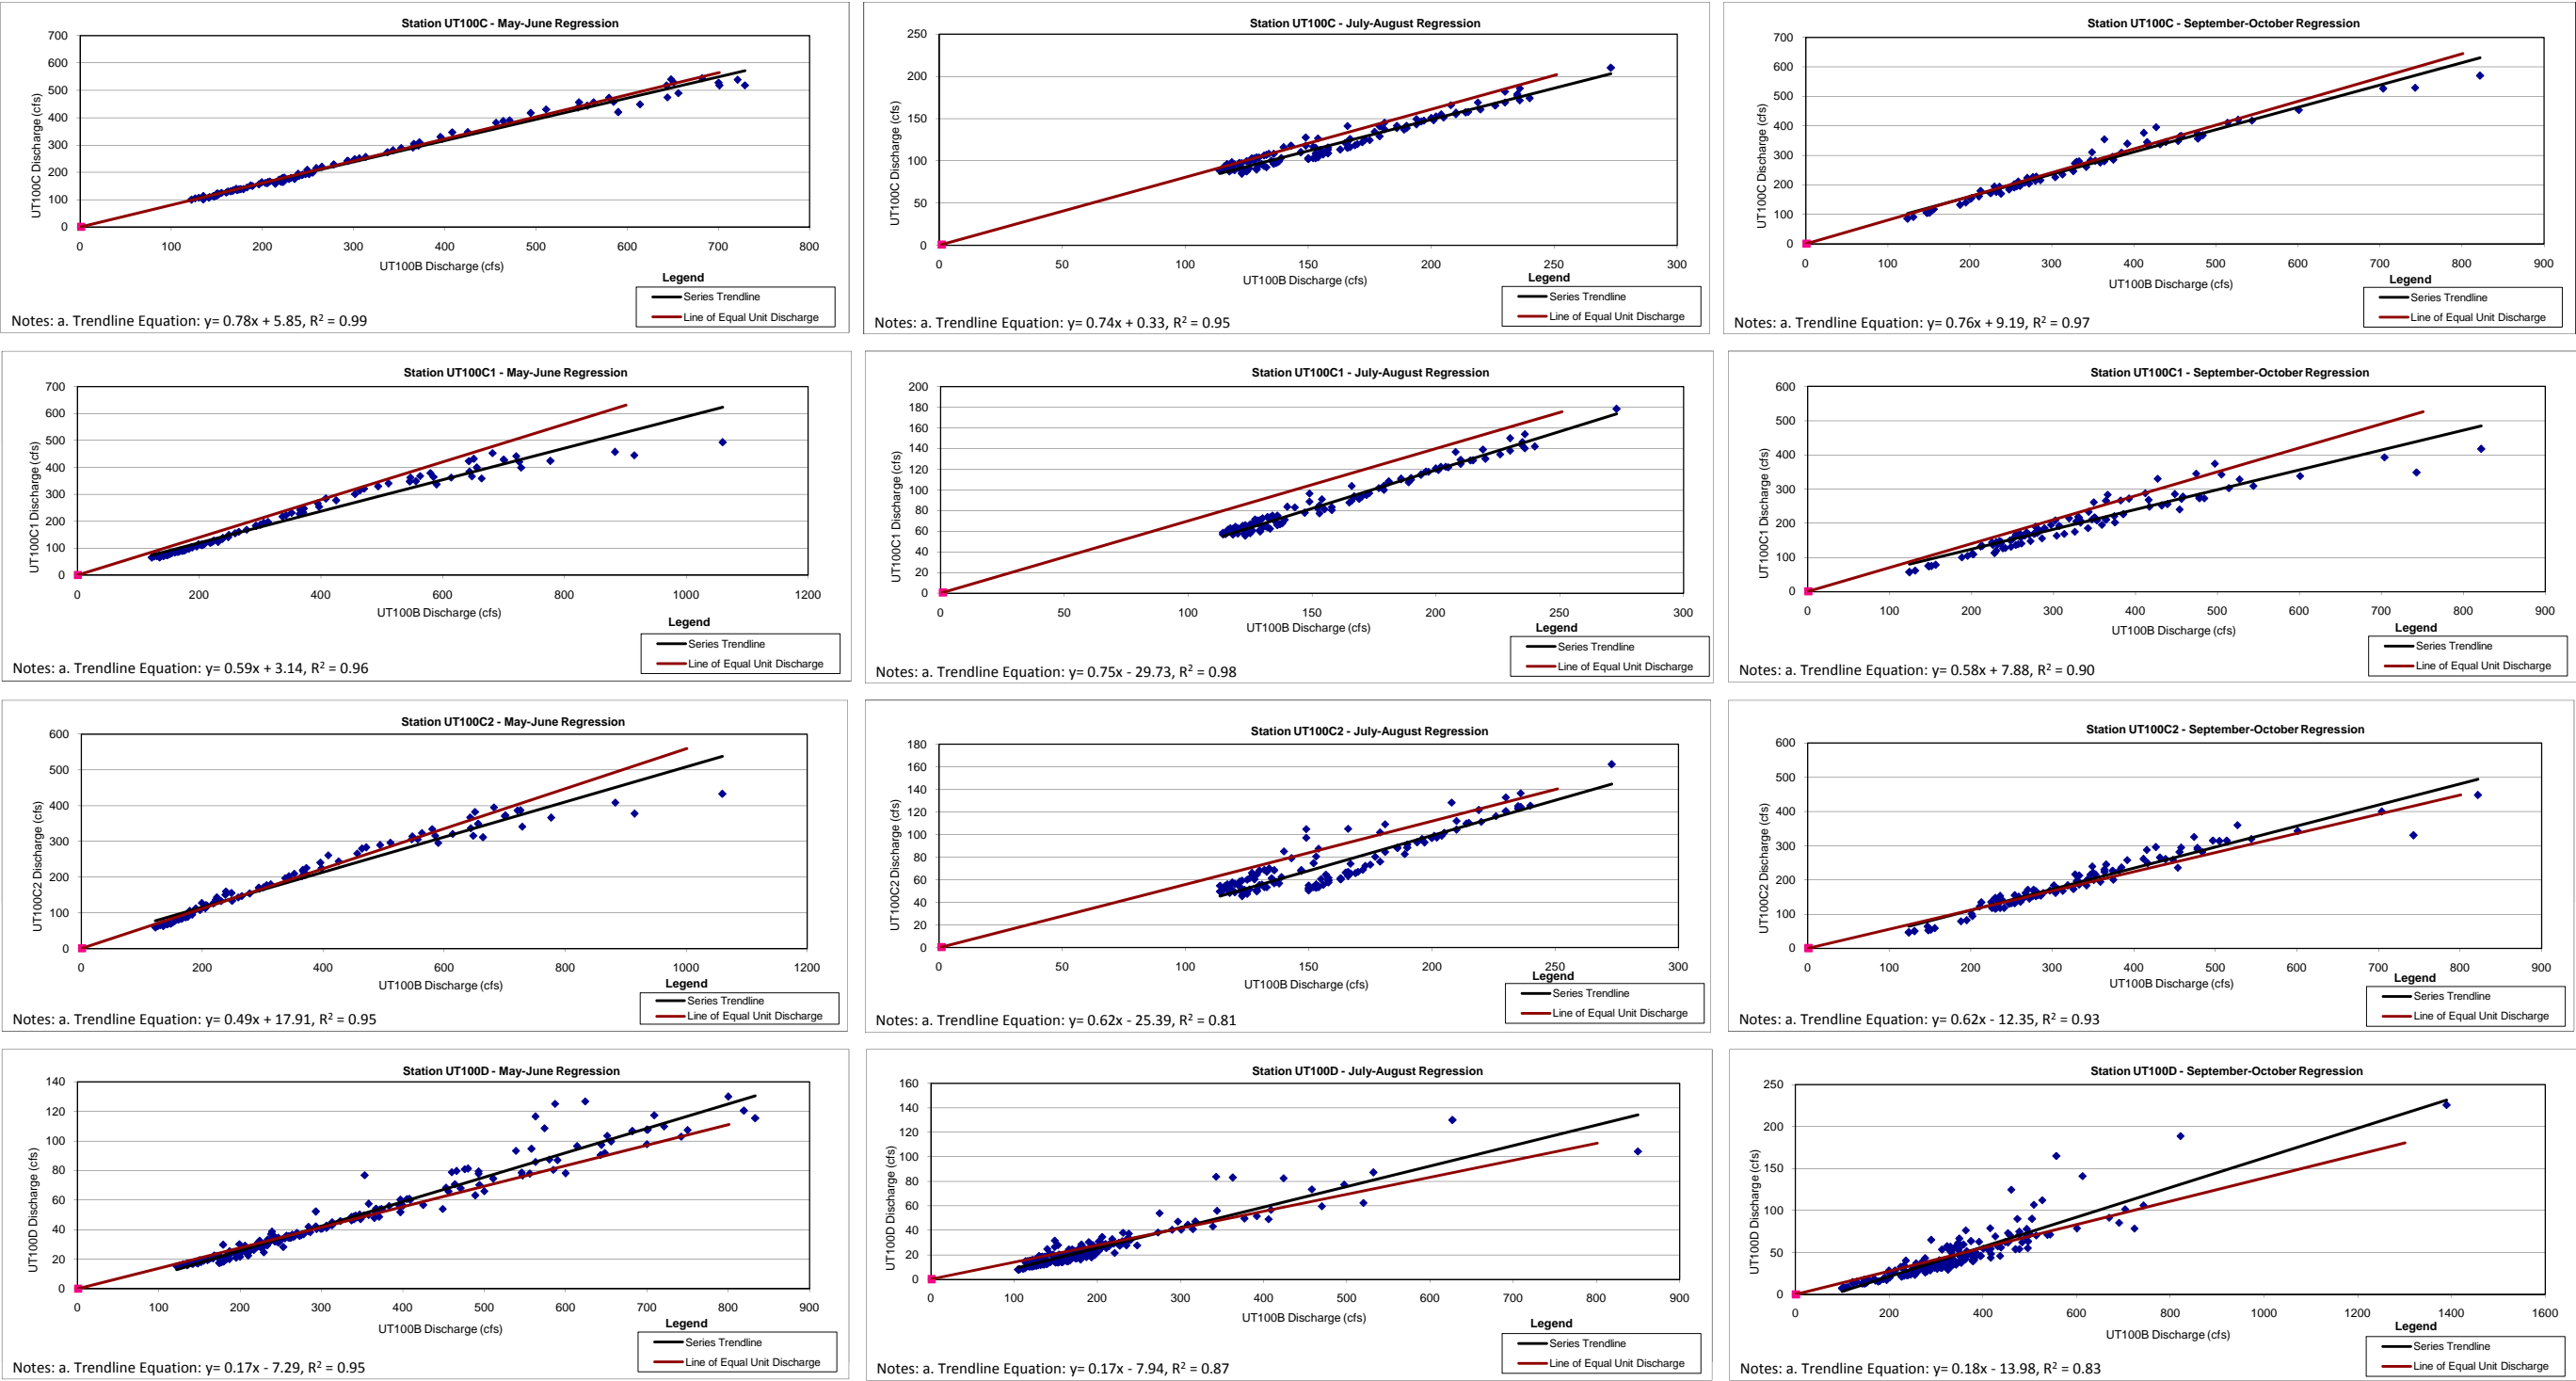 Station UT100C - May-June Regression
700
600
500
400
300
200
100
0
UT100C Discharge (cfs)
0 100 200 300 400 500 600 700 800
UT100B Discharge (cfs)
Legend
Series Trendline
Line of Equal Unit Discharge
Notes: a. Trendline Equation: y= 0.78x + 5.85, R² = 0.99
Station UT100C - July-August Regression
250
200
150
100
50
0
UT100C Discharge (cfs)
0 50 100 150 200 250 300
UT100B Discharge (cfs)
Legend
Series Trendline
Line of Equal Unit Discharge
Notes: a. Trendline Equation: y= 0.74x + 0.33, R² = 0.95
Station UT100C - September-October Regression
700
600
500
400
300
200
100
0
UT100C Discharge (cfs)
0 100 200 300 400 500 600 700 800 900
UT100B Discharge (cfs)
Legend
Series Trendline
Line of Equal Unit Discharge
Notes: a. Trendline Equation: y= 0.76x + 9.19, R² = 0.97
Station UT100C1 - May-June Regression
700
600
500
400
300
200
100
0
UT100C1 Discharge (cfs)
0 200 400 600 800 1000 1200
UT100B Discharge (cfs)
Legend
Series Trendline
Line of Equal Unit Discharge
Notes: a. Trendline Equation: y= 0.59x + 3.14, R² = 0.96
Station UT100C1 - July-August Regression
200
180
160
140
120
100
80
60
40
20
0
UT100C1 Discharge (cfs)
0 50 100 150 200 250 300
UT100B Discharge (cfs)
Legend
Series Trendline
Line of Equal Unit Discharge
Notes: a. Trendline Equation: y= 0.75x - 29.73, R² = 0.98
Station UT100C1 - September-October Regression
600
500
400
300
200
100
0
UT100C1 Discharge (cfs)
0 100 200 300 400 500 600 700 800 900
UT100B Discharge (cfs)
Legend
Series Trendline
Line of Equal Unit Discharge
Notes: a. Trendline Equation: y= 0.58x + 7.88, R² = 0.90
Station UT100C2 - May-June Regression
600
500
400
300
200
100
0
UT100C2 Discharge (cfs)
0 200 400 600 800 1000 1200
UT100B Discharge (cfs)
Legend
Series Trendline
Line of Equal Unit Discharge
Notes: a. Trendline Equation: y= 0.49x + 17.91, R² = 0.95
Station UT100C2 - July-August Regression
180
160
140
120
100
80
60
40
20
0
UT100C2 Discharge (cfs)
0 50 100 150 200 250 300
UT100B Discharge (cfs)
Legend
Series Trendline
Line of Equal Unit Discharge
Notes: a. Trendline Equation: y= 0.62x - 25.39, R² = 0.81
Station UT100C2 - September-October Regression
600
500
400
300
200
100
0
UT100C2 Discharge (cfs)
0 100 200 300 400 500 600 700 800 900
UT100B Discharge (cfs)
Legend
Series Trendline
Line of Equal Unit Discharge
Notes: a. Trendline Equation: y= 0.62x - 12.35, R² = 0.93
Station UT100D - May-June Regression
140
120
100
80
60
40
20
0
UT100D Discharge (cfs)
0 100 200 300 400 500 600 700 800 900
UT100B Discharge (cfs)
Legend
Series Trendline
Line of Equal Unit Discharge
Notes: a. Trendline Equation: y= 0.17x - 7.29, R² = 0.95
Station UT100D - July-August Regression
160
140
120
100
80
60
40
20
0
UT100D Discharge (cfs)
0 100 200 300 400 500 600 700 800 900
UT100B Discharge (cfs)
Legend
Series Trendline
Line of Equal Unit Discharge
Notes: a. Trendline Equation: y= 0.17x - 7.94, R² = 0.87
Station UT100D - September-October Regression
250
200
150
100
50
0
UT100D Discharge (cfs)
0 200 400 600 800 1000 1200 1400 1600
UT100B Discharge (cfs)
Legend
Series Trendline
Line of Equal Unit Discharge
Notes: a. Trendline Equation: y= 0.18x - 13.98, R² = 0.83